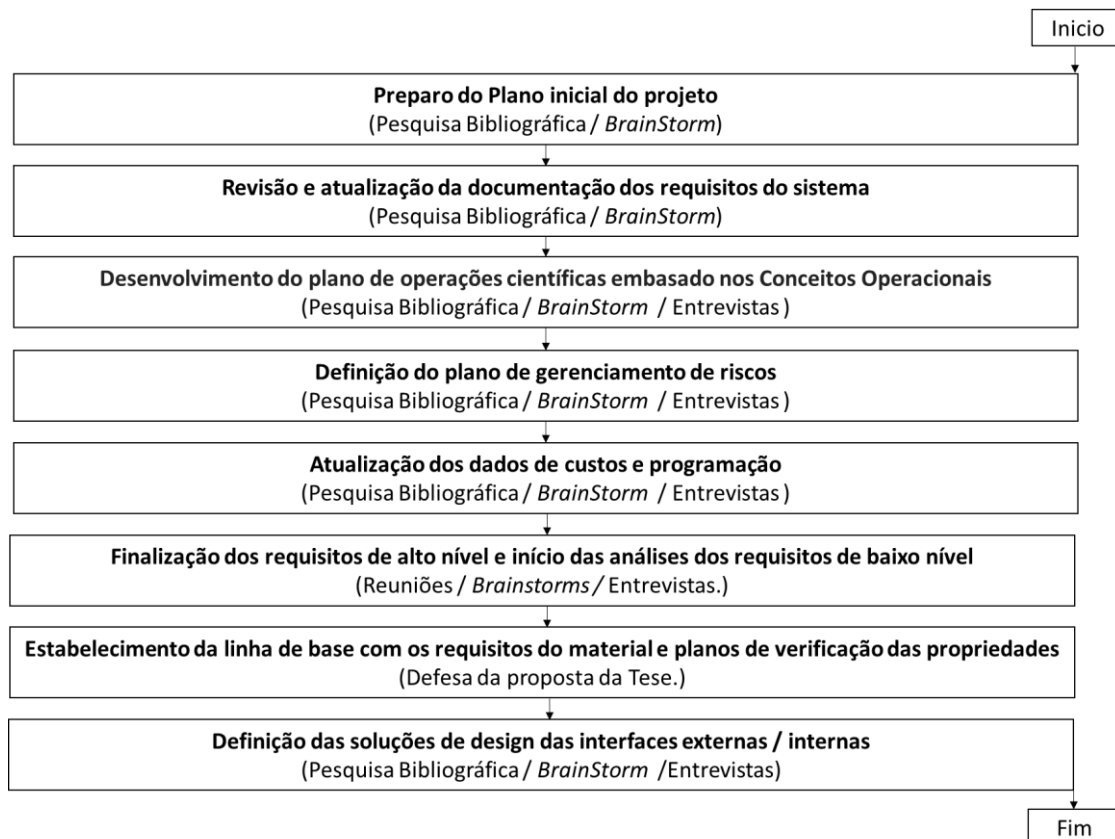 Inicio
Preparo do Plano inicial do projeto
(Pesquisa Bibliográfica / BrainStorm)
Revisão e atualização da documentação dos requisitos do sistema
(Pesquisa Bibliográfica / BrainStorm)
Desenvolvimento do plano de operações científicas embasado nos Conceitos Operacionais
(Pesquisa Bibliográfica / BrainStorm / Entrevistas )
Definição do plano de gerenciamento de riscos
(Pesquisa Bibliográfica / BrainStorm / Entrevistas )
Atualização dos dados de custos e programação
(Pesquisa Bibliográfica / BrainStorm / Entrevistas )
Finalização dos requisitos de alto nível e início das análises dos requisitos de baixo nível
(Reuniões / Brainstorms / Entrevistas.)
Estabelecimento da linha de base com os requisitos do material e planos de verificação das propriedades
(Defesa da proposta da Tese.)
Definição das soluções de design das interfaces externas / internas
(Pesquisa Bibliográfica / BrainStorm /Entrevistas)
Fim